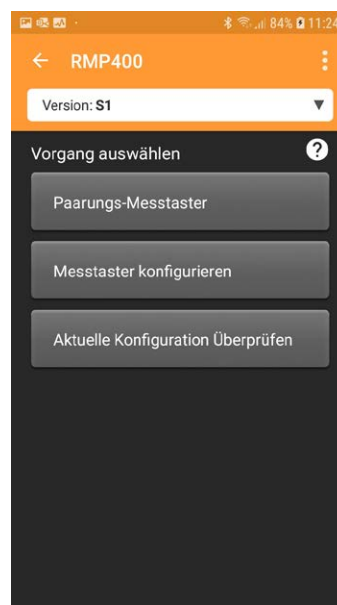 84% 11:24
RMP400
Version: S1
Vorgang auswählen
?
Paarungs-Messtaster
Messtaster konfigurieren
Aktuelle Konfiguration Überprüfen